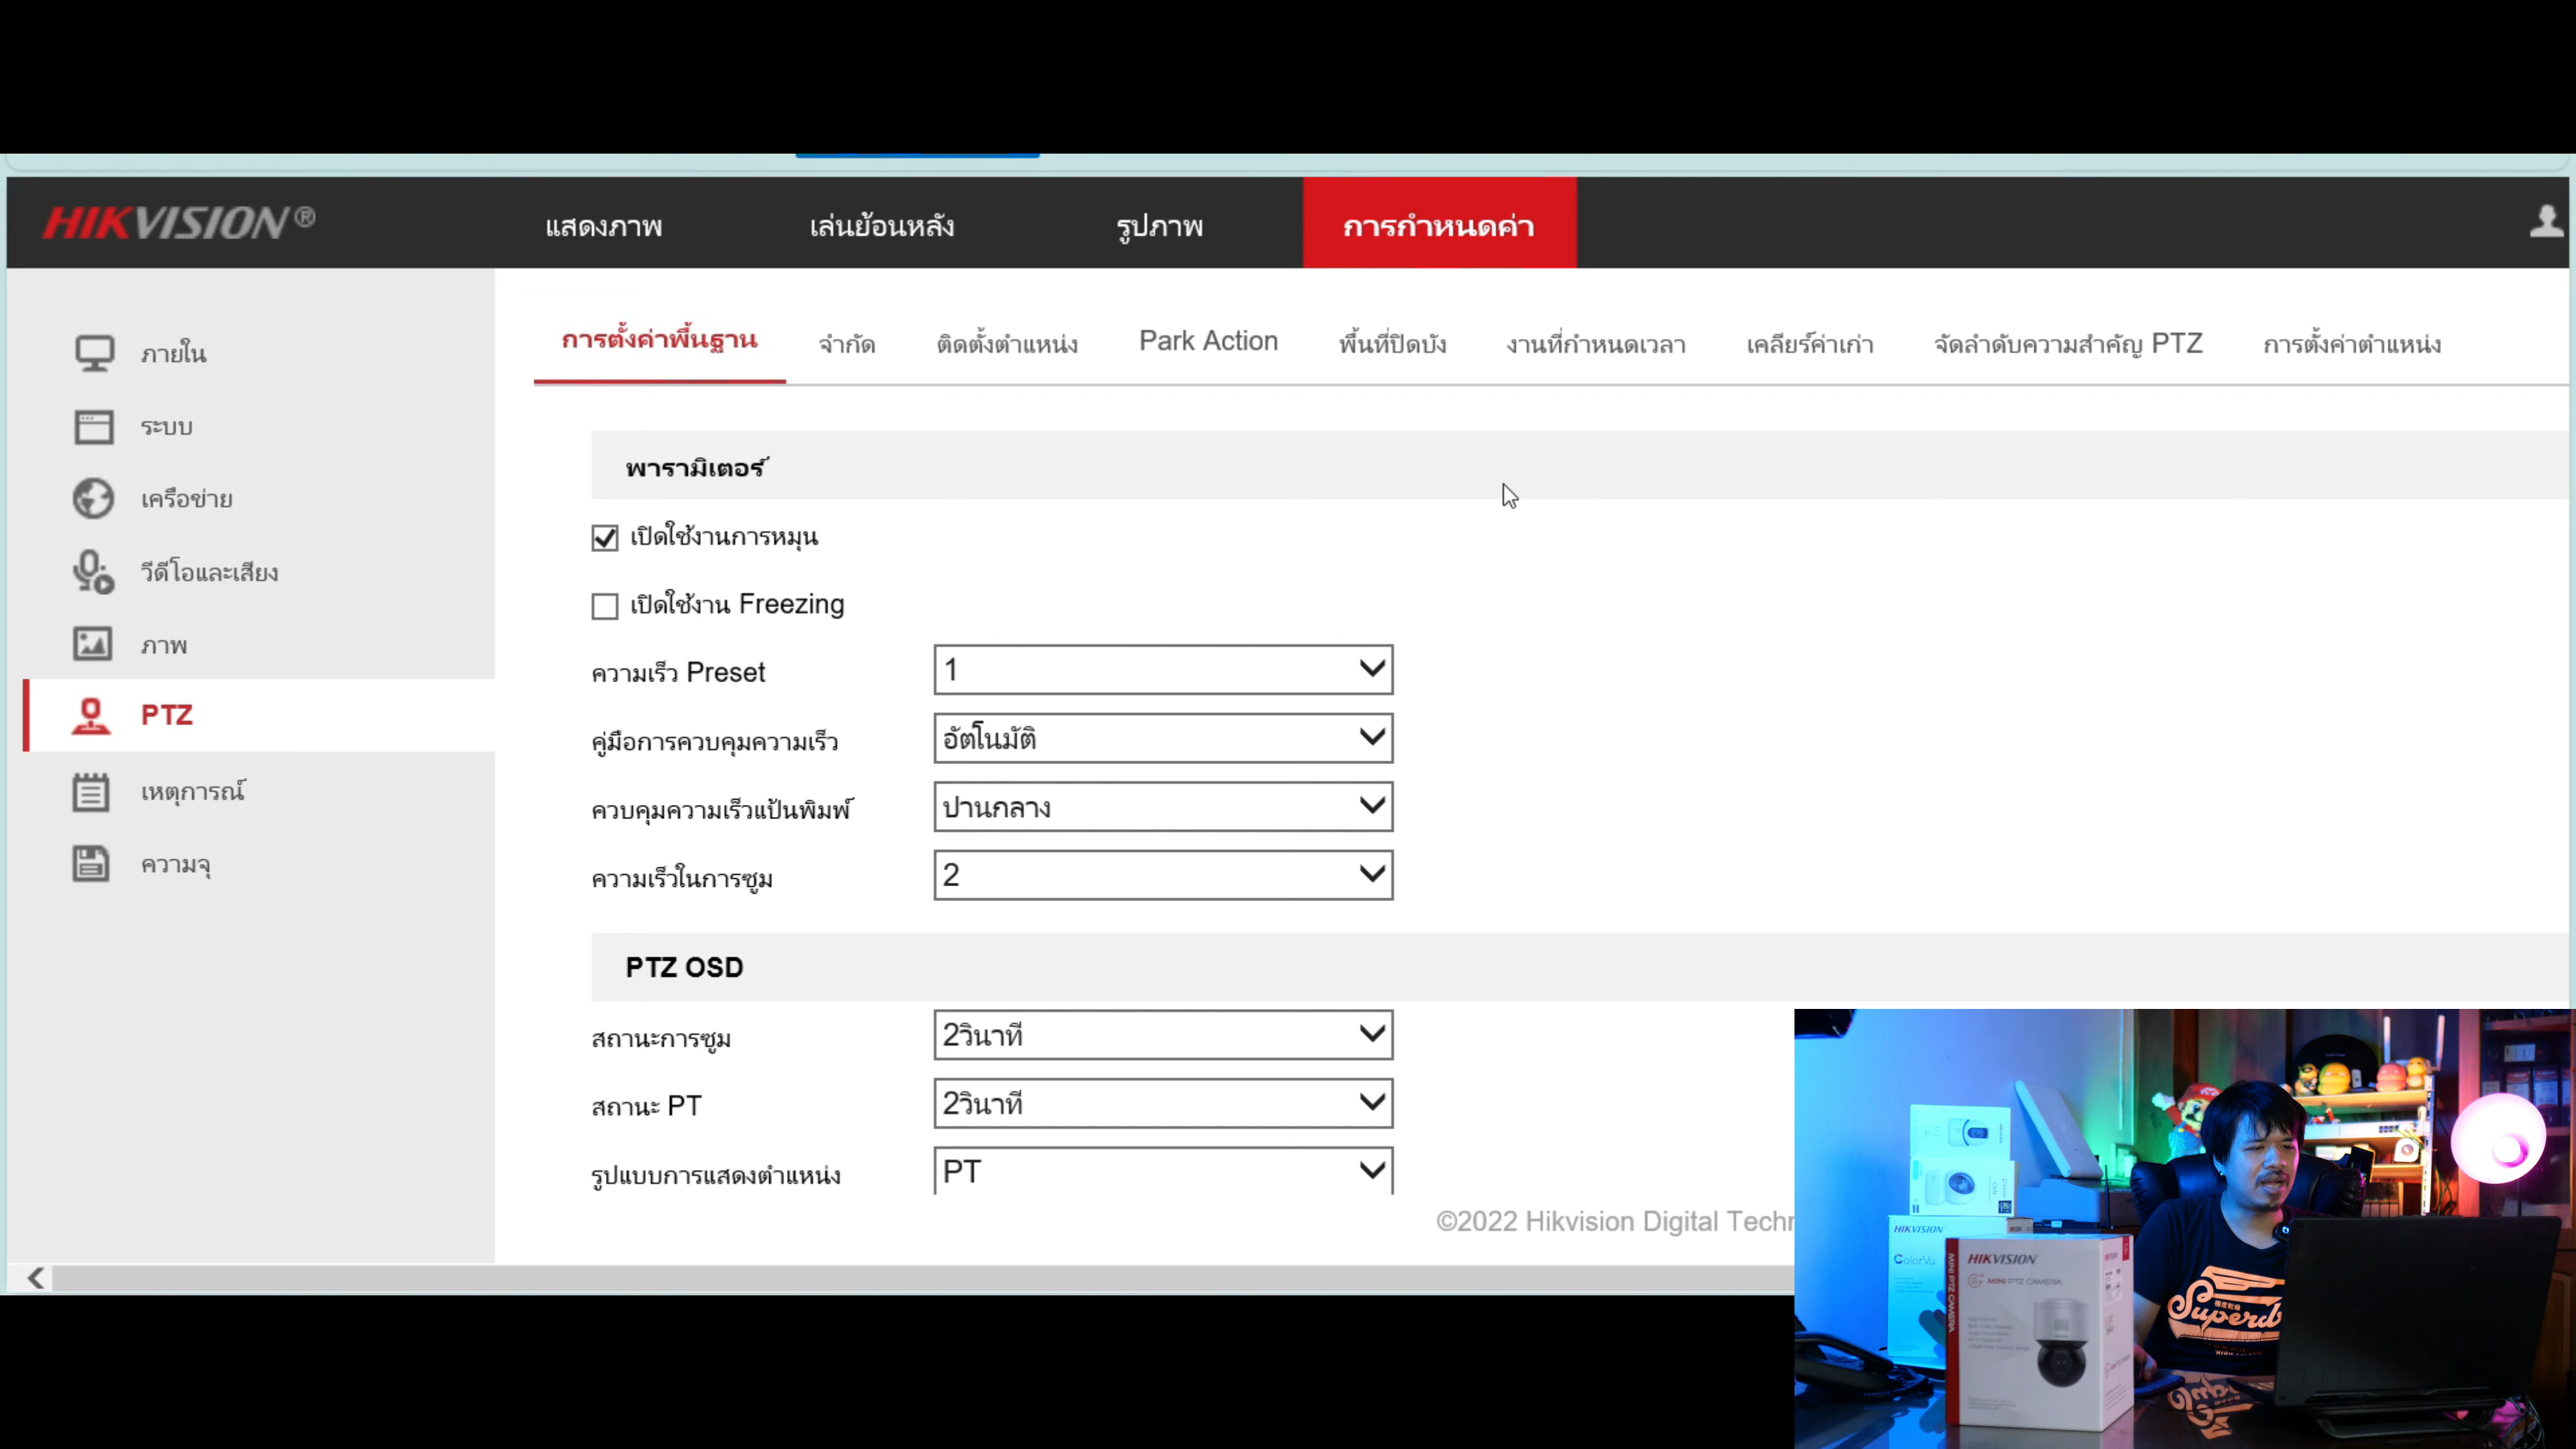 HIKVISION®
แสดงภาพ
เล่นย้อนหลัง
รูปภาพ
การกำหนดค่า
ภายใน
ระบบ
เครือข่าย
วีดีโอและเสียง
ภาพ
PTZ
เหตุการณ์
ความจุ
การตั้งค่าพื้นฐาน
จำกัด
ติดตั้งตำแหน่ง
Park Action
พื้นที่ปิดบัง
งานที่กำหนดเวลา
เคลียร์ค่าเก่า
จัดลำดับความสำคัญ PTZ
การตั้งค่าตำแหน่ง
พารามิเตอร์
เปิดใช้งานการหมุน
เปิดใช้งาน Freezing
ความเร็ว Preset 1
คู่มือการควบคุมความเร็ว อัตโนมัติ
ควบคุมความเร็วแป้นพิมพ์ ปานกลาง
ความเร็วในการซูม 2
PTZ OSD
สถานะการซูม 2วินาที
สถานะ PT 2วินาที
รูปแบบการแสดงตำแหน่ง PT
©2022 Hikvision Digital Techn
HIKVISION
ColorVu
HIKVISION
MINI PTZ CAMERA
MINI PTZ CAMERA
Superdry